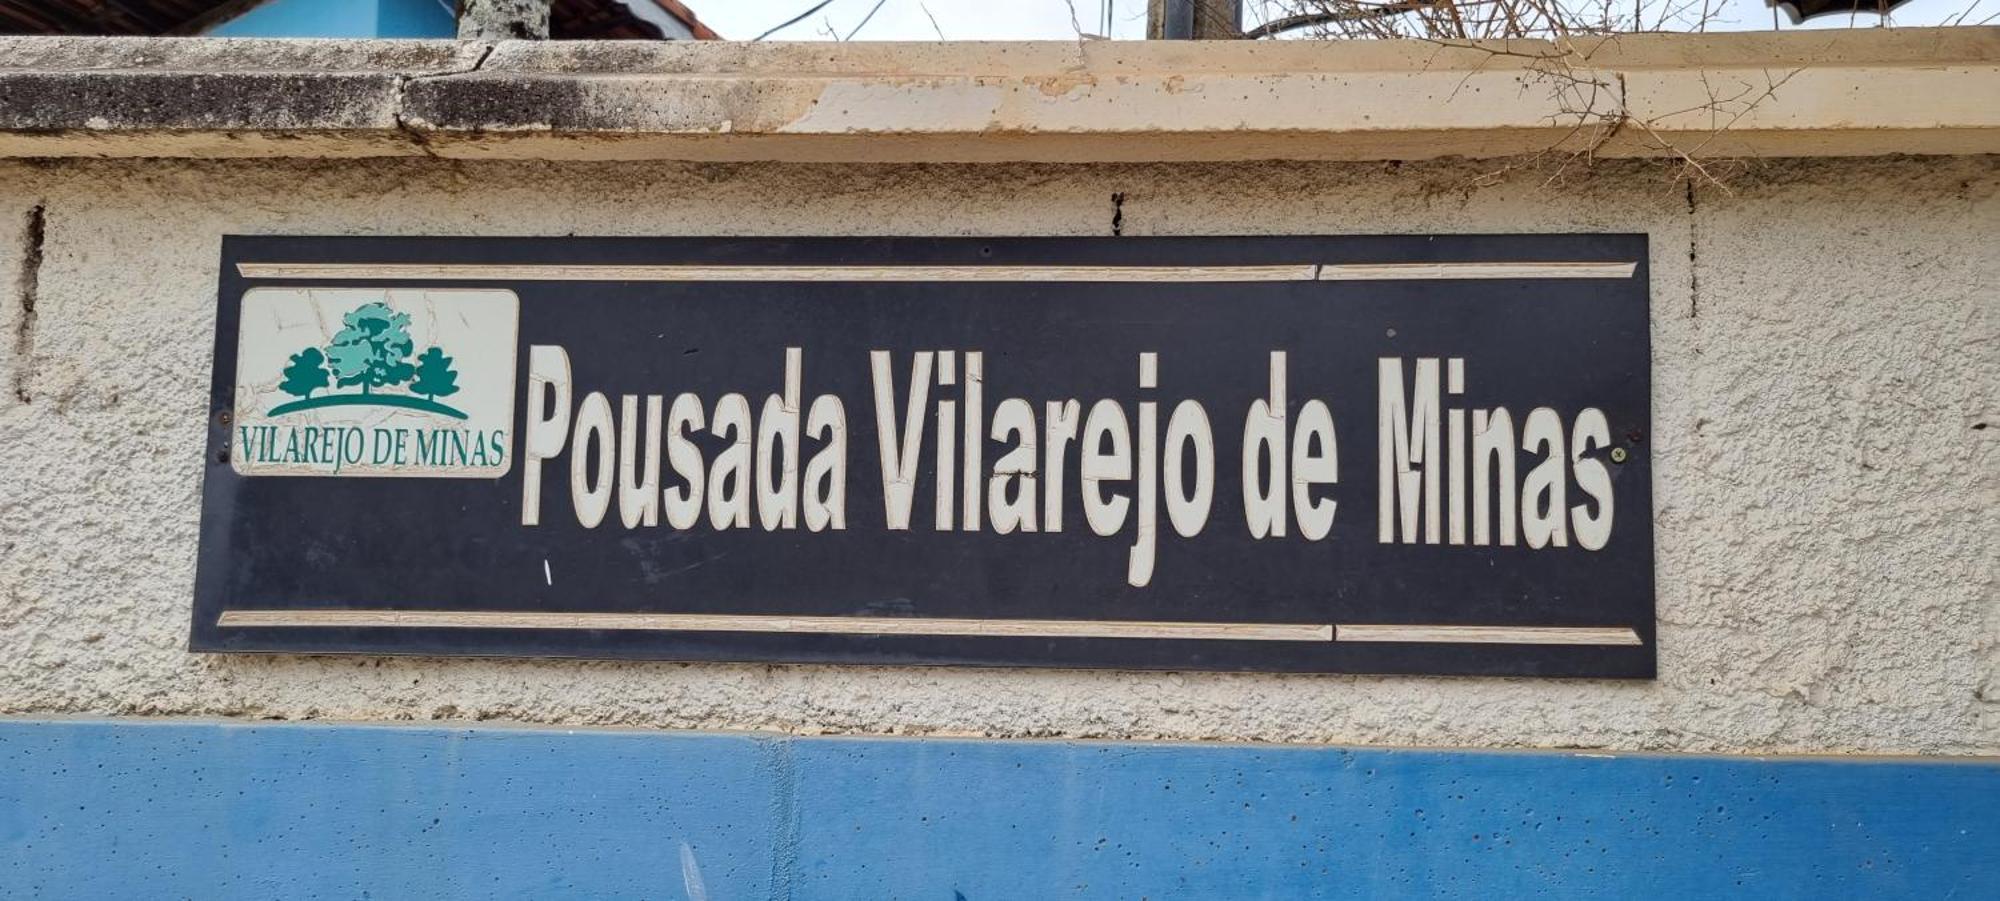 VILAREJO DE MINAS
Pousada Vilarejo de Minas